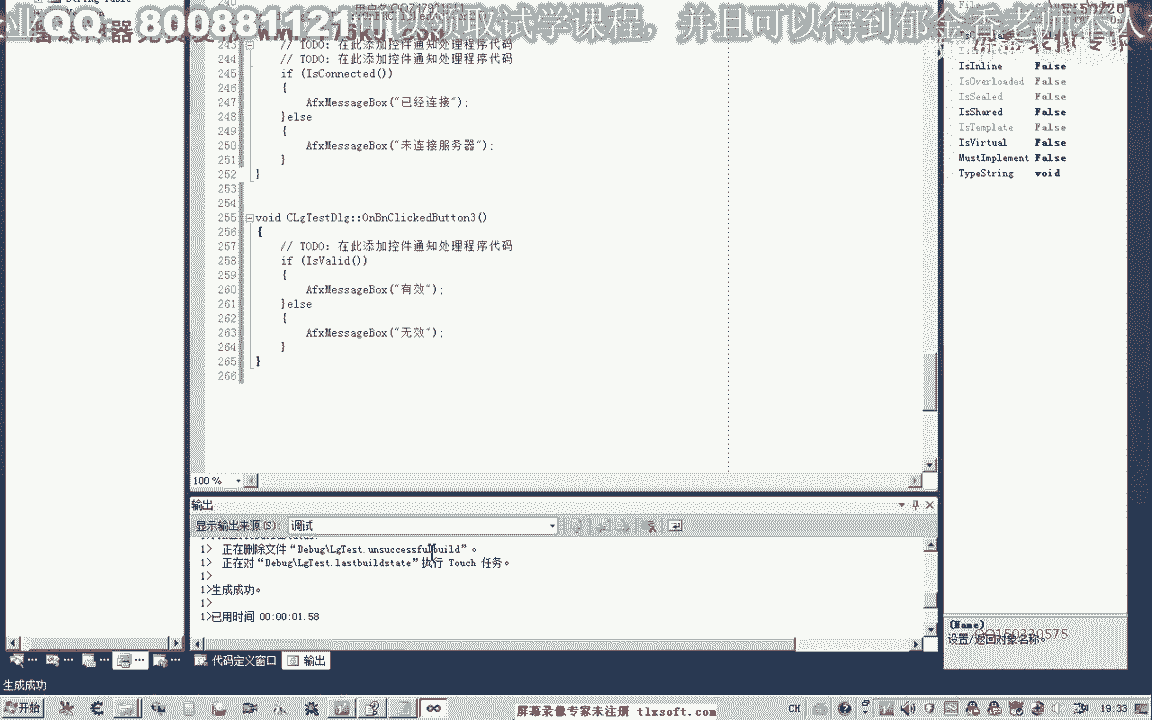 业QQ:800881121
领取试学课程，并且可以得到郁金香老师本人
243
// TODO: 在此添加控件通知处理程序代码
244 // TODO: 在此添加控件通知处理程序代码
245 if (IsConnected())
246 {
247 AfxMessageBox("已经连接");
248 }else
249 {
250 AfxMessageBox("未连接服务器");
251 }
252 }
253
254
255 void CLgTestDlg::OnBnClickedButton3()
256 {
257 // TODO: 在此添加控件通知处理程序代码
258 if (IsValid())
259 {
260 AfxMessageBox("有效");
261 }else
262 {
263 AfxMessageBox("无效");
264 }
265 }
266
IsInline False
IsOverloaded False
IsSealed False
IsShared False
IsTemplate False
IsVirtual False
MustImplement False
TypeString void
100 %
输出
显示输出来源(S): 调试
1> 正在删除文件“Debug\LgTest.unsuccessfulbuild”。
1> 正在对“Debug\LgTest.lastbuildstate”执行 Touch 任务。
1>
1>生成成功。
1>
1>已用时间 00:00:01.58
(Name)
设置/返回对象名称。
代码定义窗口 输出
生成成功
开始
屏幕录像专家未注册 tlxsoft.com
CH
19:33